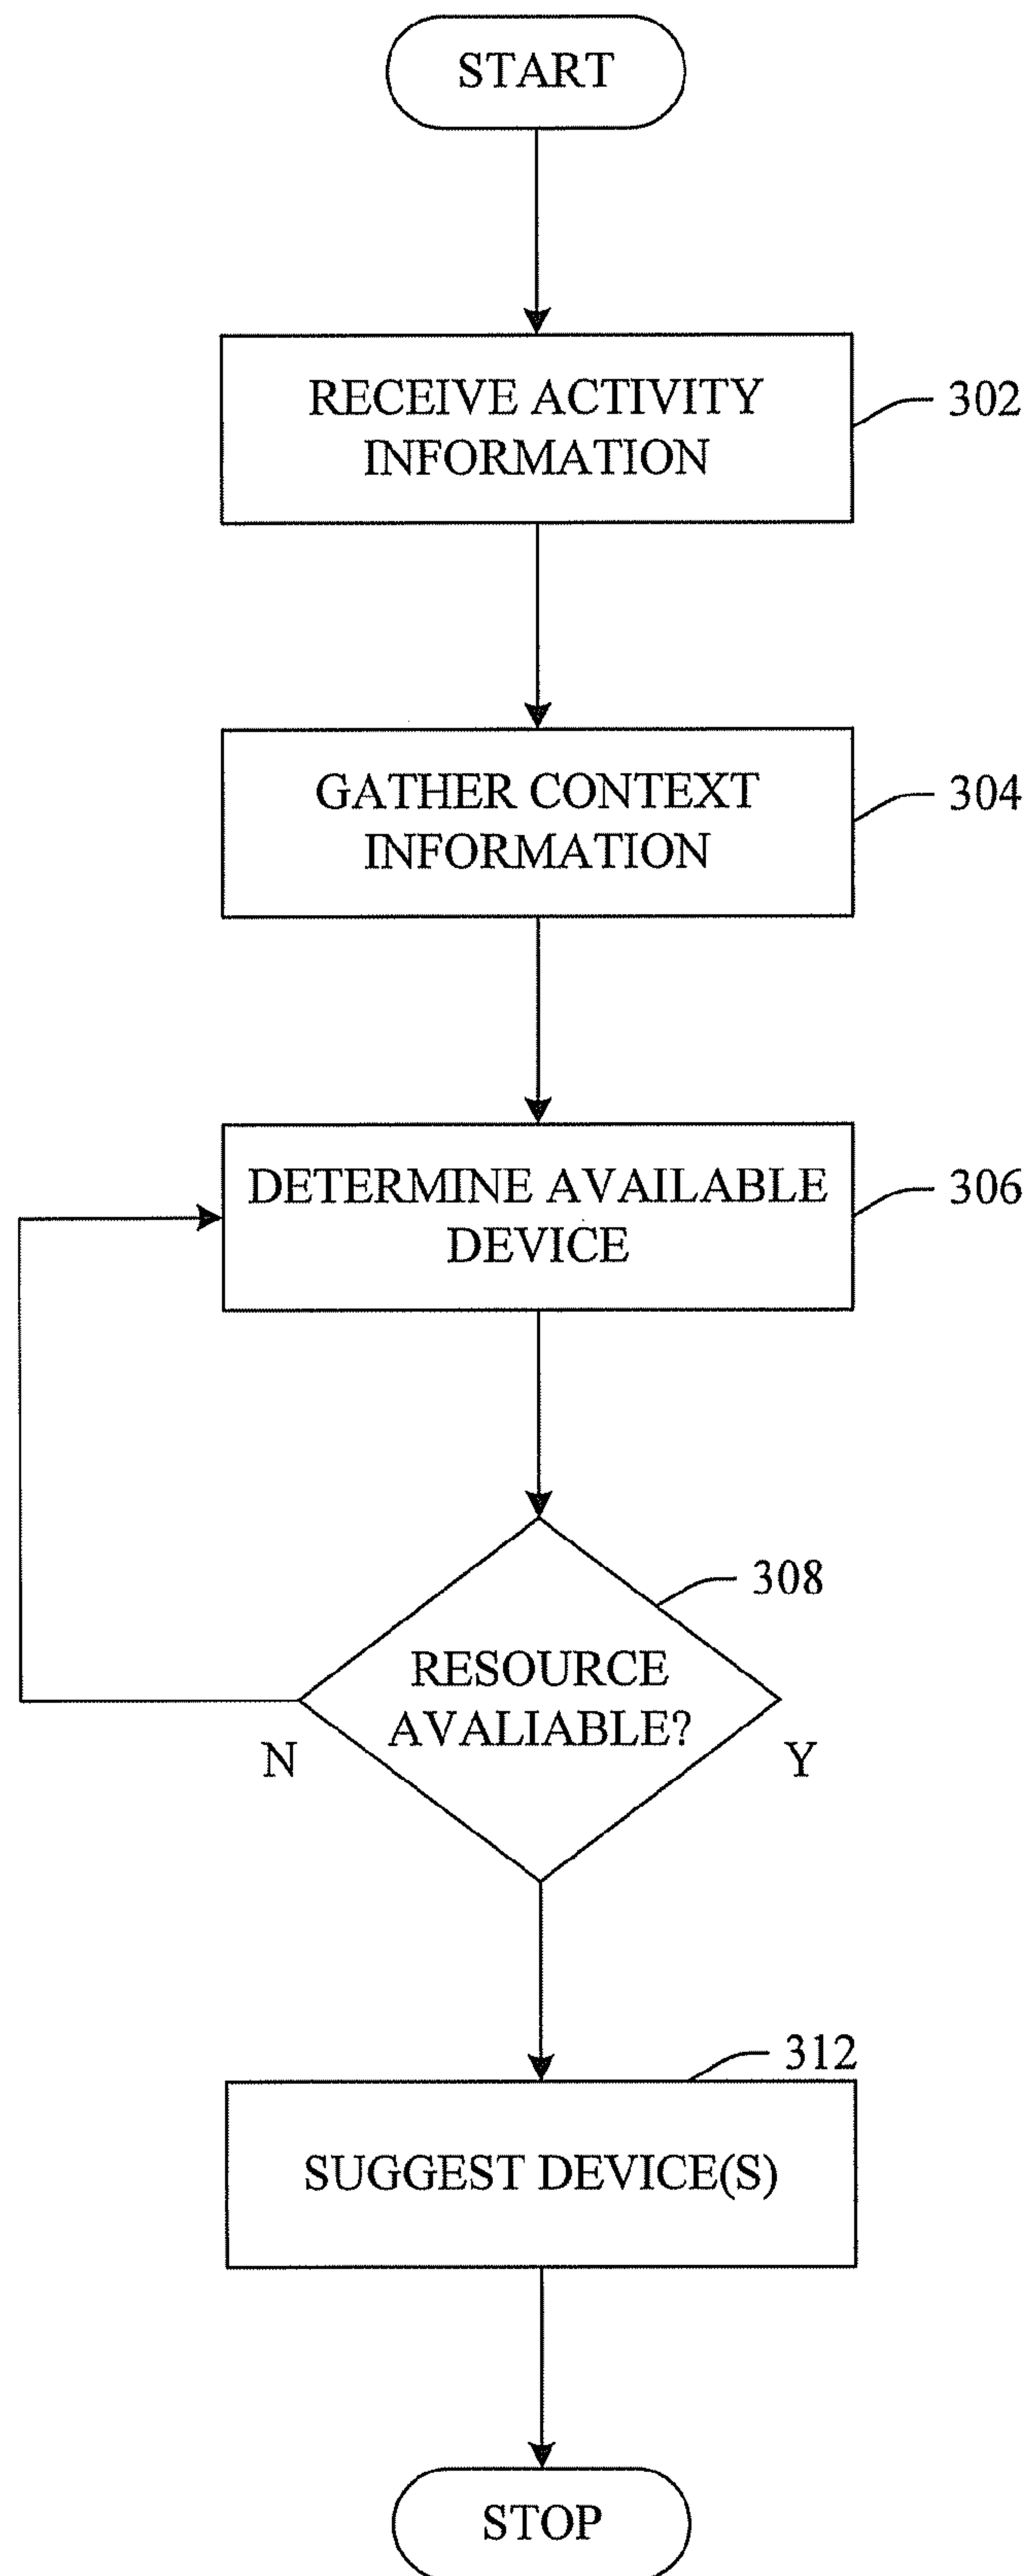 START
RECEIVE ACTIVITY
INFORMATION
302
GATHER CONTEXT
INFORMATION
304
DETERMINE AVAILABLE
DEVICE
306
308
RESOURCE
AVALIABLE?
N
Y
312
SUGGEST DEVICE(S)
STOP